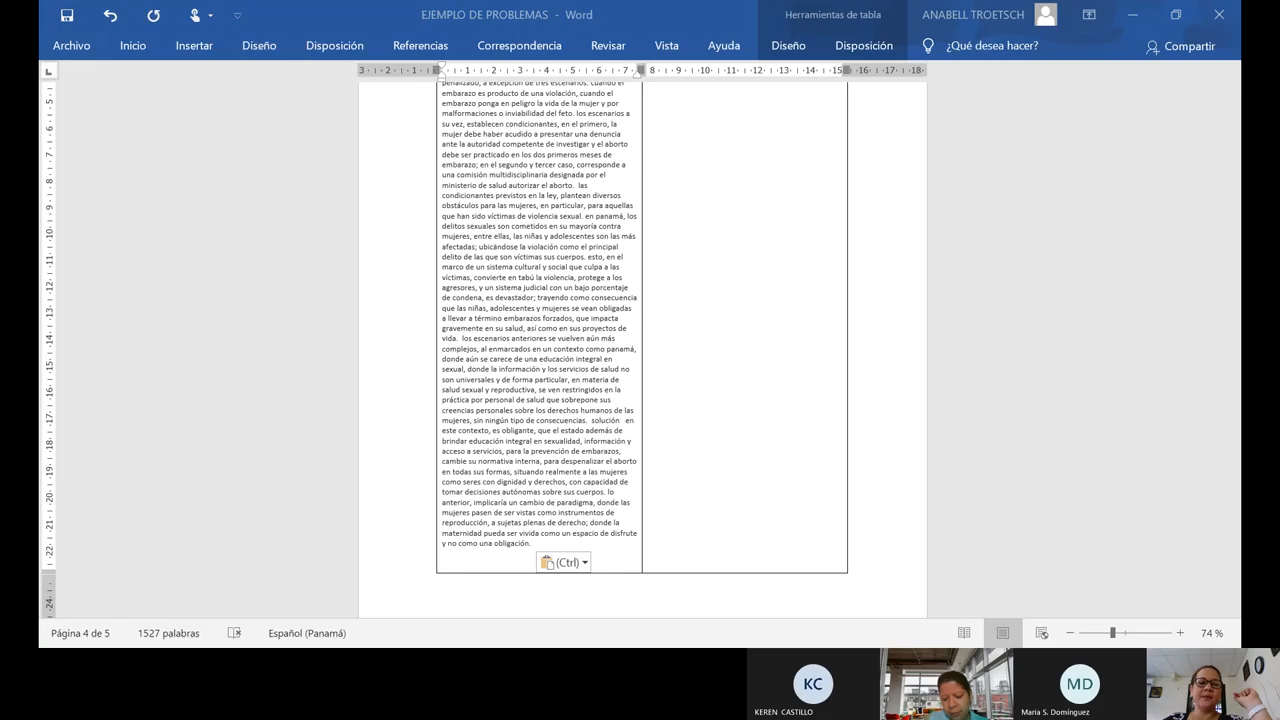 EJEMPLO DE PROBLEMAS - Word
Herramientas de tabla
ANABELL TROETSCH
Archivo Inicio Insertar Diseño Disposición Referencias Correspondencia Revisar Vista Ayuda Diseño Disposición ¿Qué desea hacer? Compartir
3 2 1 1 2 3 4 5 6 7 8 9 10 11 12 13 14 15 16 17 18
penalizado, a excepción de tres escenarios. cuando el
embarazo es producto de una violación, cuando el
embarazo ponga en peligro la vida de la mujer y por
malformaciones o inviabilidad del feto. los escenarios a
su vez, establecen condicionantes, en el primero, la
mujer debe haber acudido a presentar una denuncia
ante la autoridad competente de investigar y el aborto
debe ser practicado en los dos primeros meses de
embarazo; en el segundo y tercer caso, corresponde a
una comisión multidisciplinaria designada por el
ministerio de salud autorizar el aborto. las
condicionantes previstos en la ley, plantean diversos
obstáculos para las mujeres, en particular, para aquellas
que han sido víctimas de violencia sexual. en panamá, los
delitos sexuales son cometidos en su mayoría contra
mujeres, entre ellas, las niñas y adolescentes son las más
afectadas; ubicándose la violación como el principal
delito de las que son víctimas sus cuerpos. esto, en el
marco de un sistema cultural y social que culpa a las
víctimas, convierte en tabú la violencia, protege a los
agresores, y un sistema judicial con un bajo porcentaje
de condena, es devastador; trayendo como consecuencia
que las niñas, adolescentes y mujeres se vean obligadas
a llevar a término embarazos forzados, que impacta
gravemente en su salud, así como en sus proyectos de
vida. los escenarios anteriores se vuelven aún más
complejos, al enmarcados en un contexto como panamá,
donde aún se carece de una educación integral en
sexual, donde la información y los servicios de salud no
son universales y de forma particular, en materia de
salud sexual y reproductiva, se ven restringidos en la
práctica por personal de salud que sobrepone sus
creencias personales sobre los derechos humanos de las
mujeres, sin ningún tipo de consecuencias. solución en
este contexto, es obligante, que el estado además de
brindar educación integral en sexualidad, información y
acceso a servicios, para la prevención de embarazos,
cambie su normativa interna, para despenalizar el aborto
en todas sus formas, situando realmente a las mujeres
como seres con dignidad y derechos, con capacidad de
tomar decisiones autónomas sobre sus cuerpos. lo
anterior, implicaría un cambio de paradigma, donde las
mujeres pasen de ser vistas como instrumentos de
reproducción, a sujetas plenas de derecho; donde la
maternidad pueda ser vivida como un espacio de disfrute
y no como una obligación.
(Ctrl)
Página 4 de 5 1527 palabras Español (Panamá) 74 %
KC
KEREN CASTILLO
MD
Maria S. Domínguez